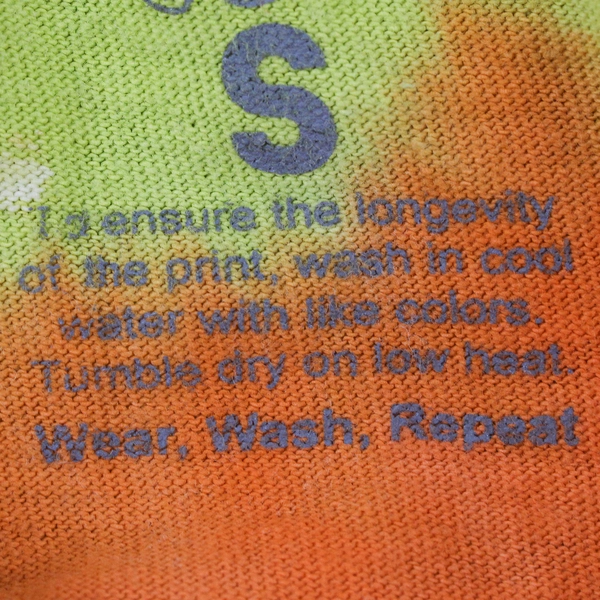 S
To ensure the longevity
of the print, wash in cool
water with like colors.
Tumble dry on low heat.
Wear, Wash, Repeat